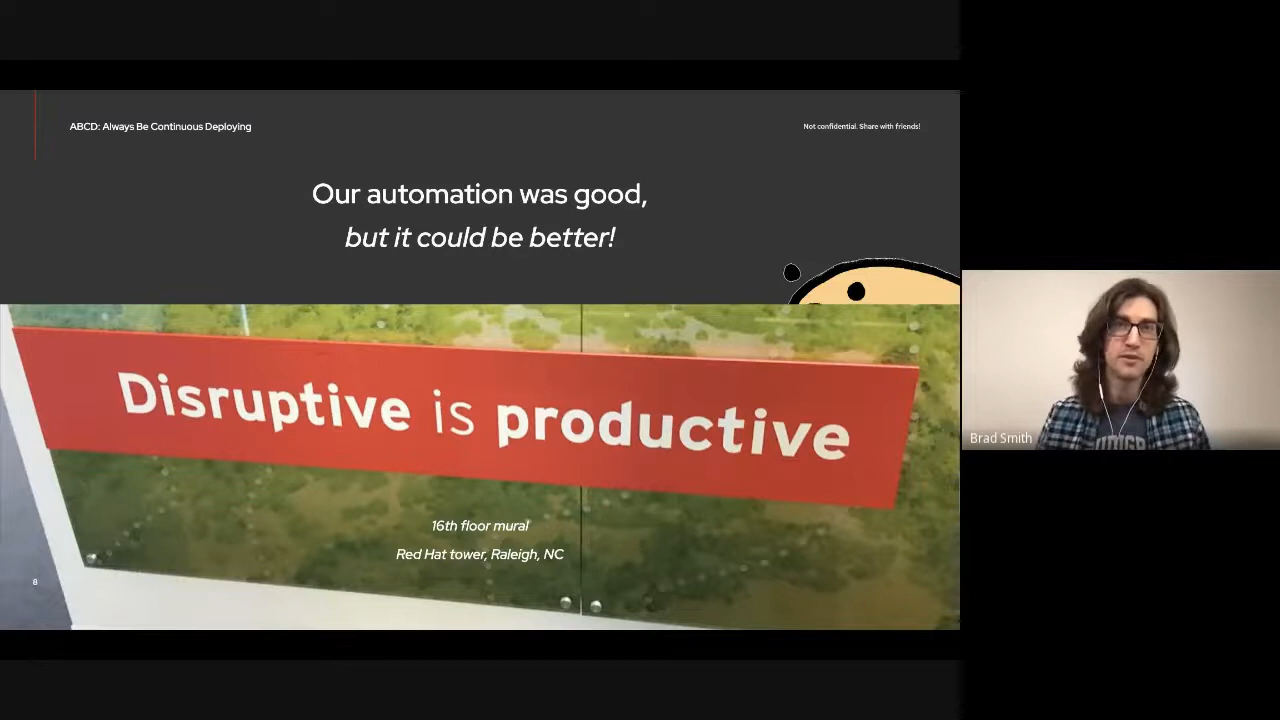 ABCD: Always Be Continuous Deploying
Not confidential. Share with friends!
Our automation was good,
but it could be better!
Disruptive is productive
16th floor mural
Red Hat tower, Raleigh, NC
8
Brad Smith